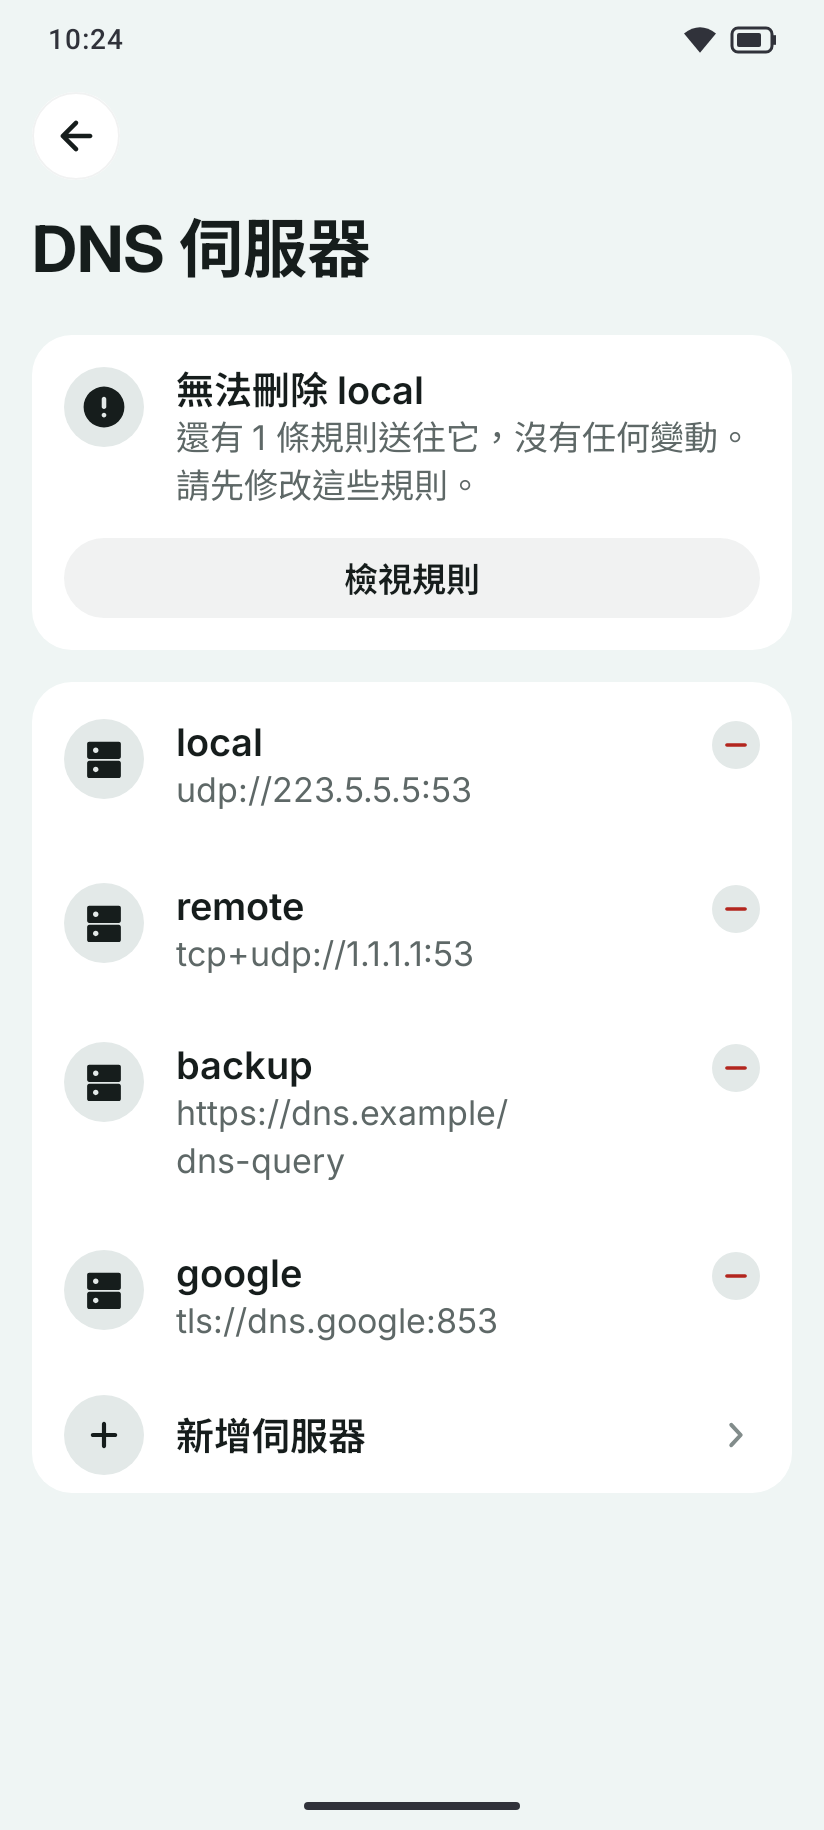 10:24
DNS 伺服器
無法刪除 local
還有 1 條規則送往它，沒有任何變動。
請先修改這些規則。
檢視規則
local
udp://223.5.5.5:53
remote
tcp+udp://1.1.1.1:53
backup
https://dns.example/
dns-query
google
tls://dns.google:853
新增伺服器